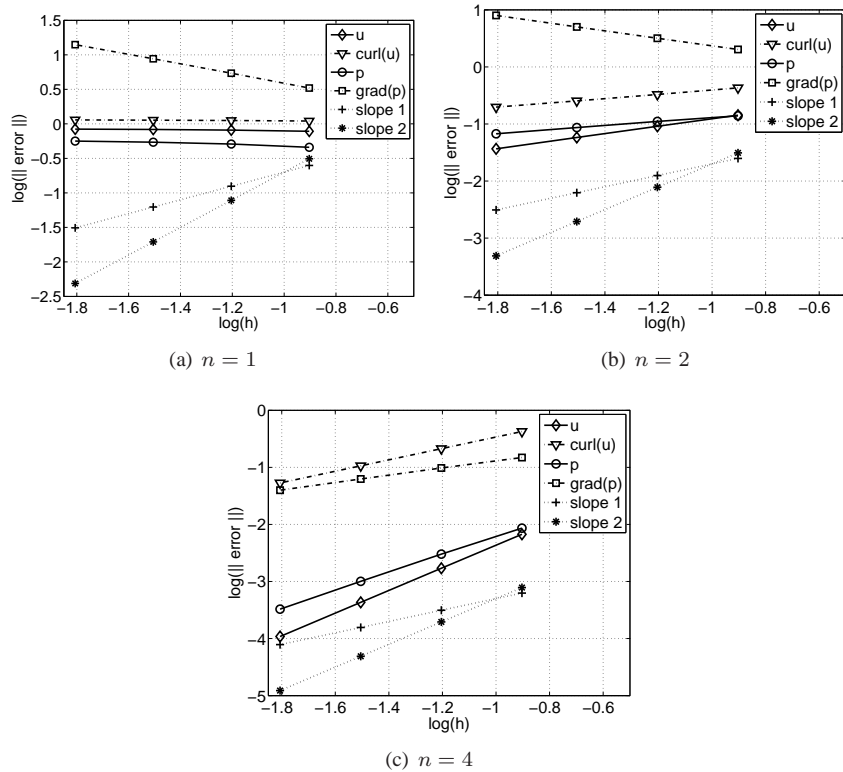 1.5
1
0.5
0
−0.5
−1
−1.5
−2
−2.5
log(|| error ||)
−1.8 −1.6 −1.4 −1.2 −1 −0.8 −0.6
log(h)
u
curl(u)
p
grad(p)
slope 1
slope 2
(a) n = 1
1
0
−1
−2
−3
−4
log(|| error ||)
−1.8 −1.6 −1.4 −1.2 −1 −0.8 −0.6
log(h)
u
curl(u)
p
grad(p)
slope 1
slope 2
(b) n = 2
0
−1
−2
−3
−4
−5
log(|| error ||)
−1.8 −1.6 −1.4 −1.2 −1 −0.8 −0.6
log(h)
u
curl(u)
p
grad(p)
slope 1
slope 2
(c) n = 4